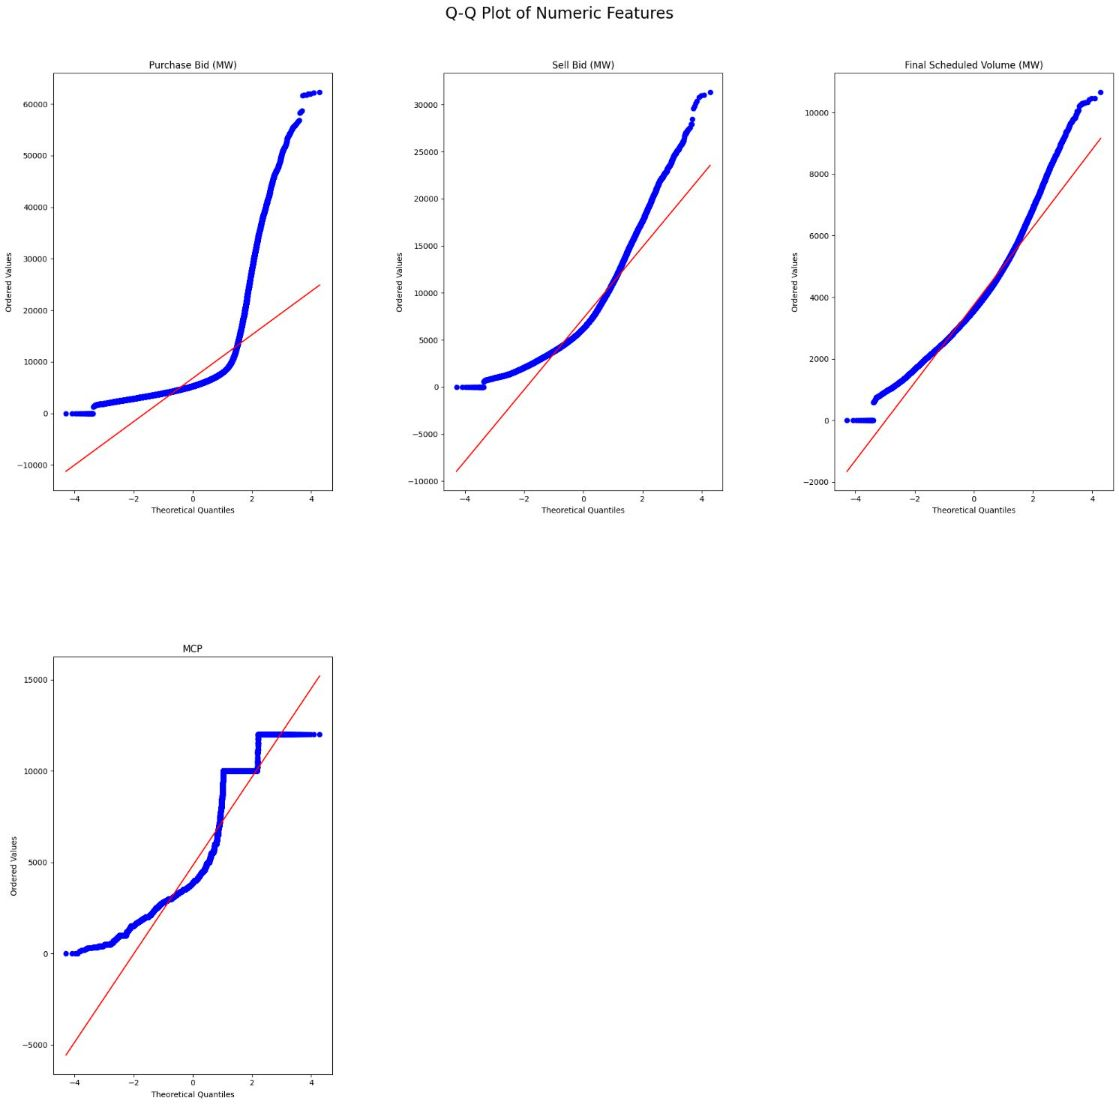 Q-Q Plot of Numeric Features
Purchase Bid (MW)
60000
50000
40000
30000
20000
10000
0
−10000
Ordered Values
−4 −2 0 2 4
Theoretical Quantiles
Sell Bid (MW)
30000
25000
20000
15000
10000
5000
0
−5000
−10000
Ordered Values
−4 −2 0 2 4
Theoretical Quantiles
Final Scheduled Volume (MW)
10000
8000
6000
4000
2000
0
−2000
Ordered Values
−4 −2 0 2 4
Theoretical Quantiles
MCP
15000
10000
5000
0
−5000
Ordered Values
−4 −2 0 2 4
Theoretical Quantiles